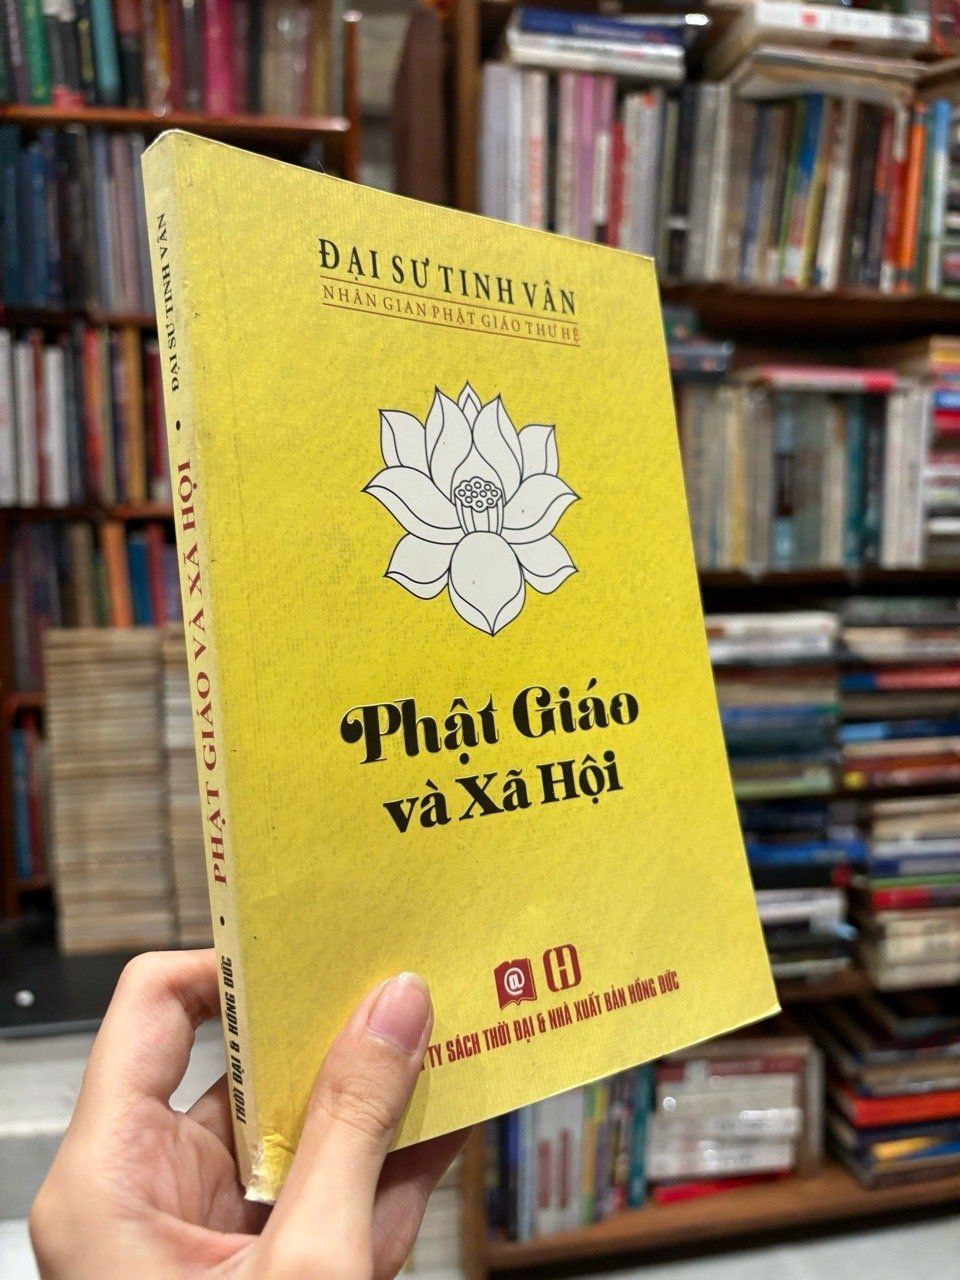 ĐẠI SƯ TINH VÂN
NHÂN GIAN PHẬT GIÁO THƯ HỆ
Phật Giáo
và Xã Hội
@
H
TY SÁCH THỜI ĐẠI & NHÀ XUẤT BẢN HỒNG ĐỨC
ĐẠI SƯ TINH VÂN • PHẬT GIÁO VÀ XÃ HỘI • THỜI ĐẠI & HỒNG ĐỨC